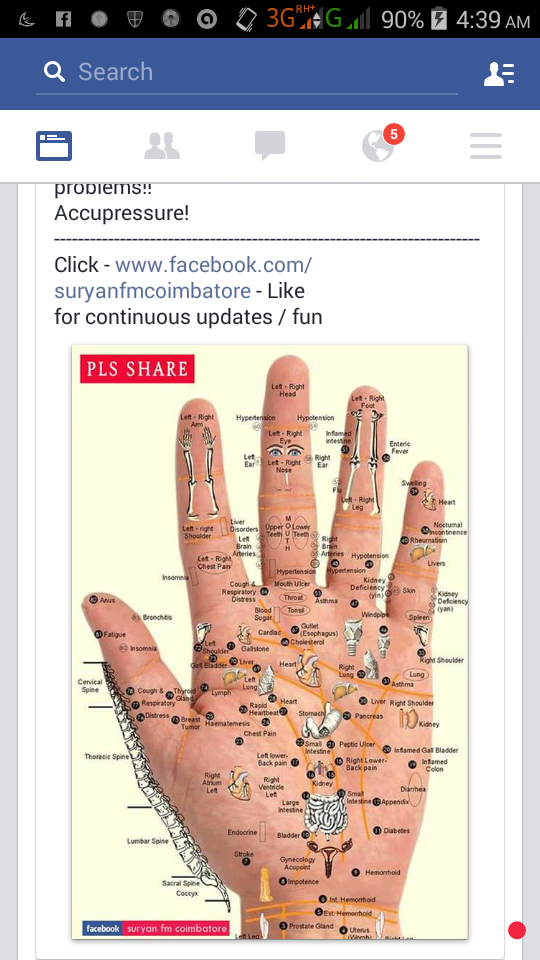 3G RH+ G 90% 4:39 AM
Search
5
problems!!
Accupressure!
--------------------------------------------------------------------------
Click - www.facebook.com/
suryanfmcoimbatore - Like
for continuous updates / fun
PLS SHARE
Left - Right
Head
Left - Right
Arm
Left - Right
Foot
Hypertension
Hypotension
Left - Right
Eye
Inflamed
intestine
Enteric
Fever
Left
Ear
Left - Right
Nose
Right
Ear
Flu
Left - Right
Leg
Swelling
Heart
Left - right
Shoulder
Liver
Disorders
Upper
Teeth
MOUTH
Lower
Teeth
Nocturnal
Incontinence
Rheumatism
Left
Brain
Arteries
Right
Brain
Arteries
Left - Right
Chest Pain
Hypotension
Hypertension
Hypertension
Livers
Insomnia
Mouth Ulcer
Cough &
Respiratory
Distress
Throat
Asthma
Kidney
Deficiency
(yin)
Skin
Kidney
Deficiency
(yan)
Anus
Bronchitis
Blood
Sugar
Tonsil
Windpipe
Spleen
Fatigue
Insomnia
Left
Shoulder
Cardiac
Gullet
(Esophagus)
Cholesterol
Gallstone
Right Shoulder
Gall Bladder
Liver
Heart
Right
Lung
Lung
Cervical
Spine
Cough &
Respiratory
Distress
Thyroid
Gland
Lymph
Left
Lung
Asthma
Heart
Liver
Right Shoulder
Breast
Tumor
Haematemesis
Rapid
Heartbeat
Stomach
Pancreas
Kidney
Chest Pain
Small
Intestine
Peptic Ulcer
Inflamed Gall Bladder
Thoracic Spine
Left lower-
Back pain
Right Lower-
Back pain
Inflamed
Colon
Right
Atrium
Left
Right
Ventricle
Left
Kidney
Diarrhea
Large
Intestine
Small
Intestine
Appendix
Endocrine
Bladder
Diabetes
Lumbar Spine
Stroke
Gynecology
Acupoint
Hemorrhoid
Sacral Spine
Coccyx
Impotence
Int. Hemorrhoid
Ext. Hemorrhoid
Prostate Gland
Uterus
(Womb)
Left Leg
Right Leg
facebook suryan fm coimbatore